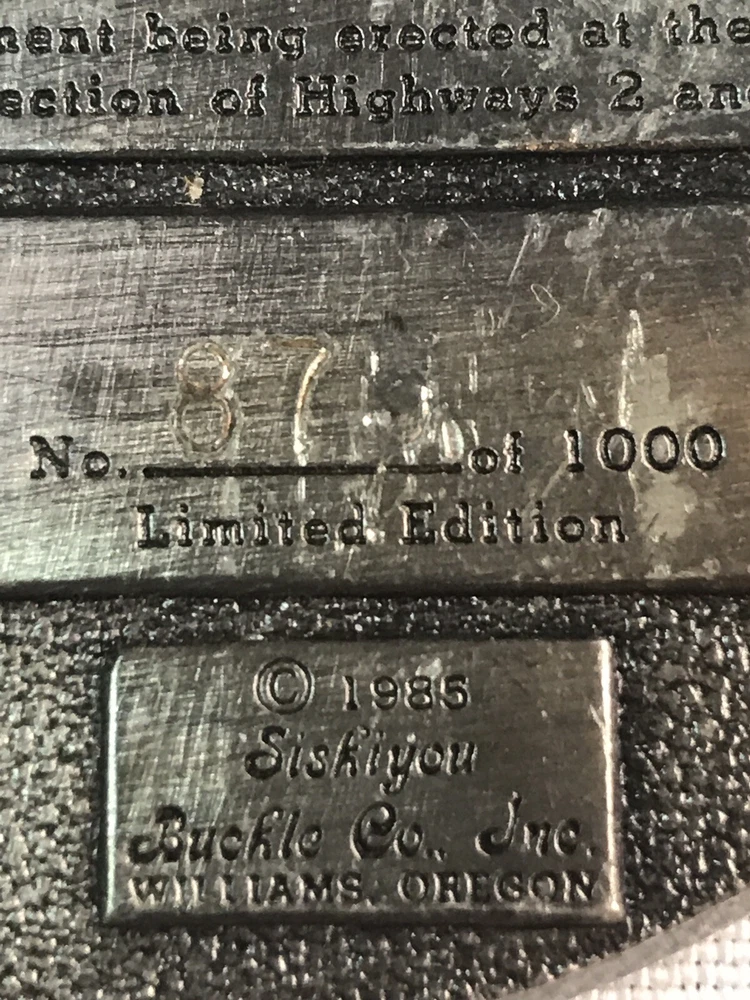 ment being erected at the
ection of Highways 2 and
No. 87 of 1000
Limited Edition
© 1985
Siskiyou
Buckle Co., Inc.
WILLIAMS, OREGON